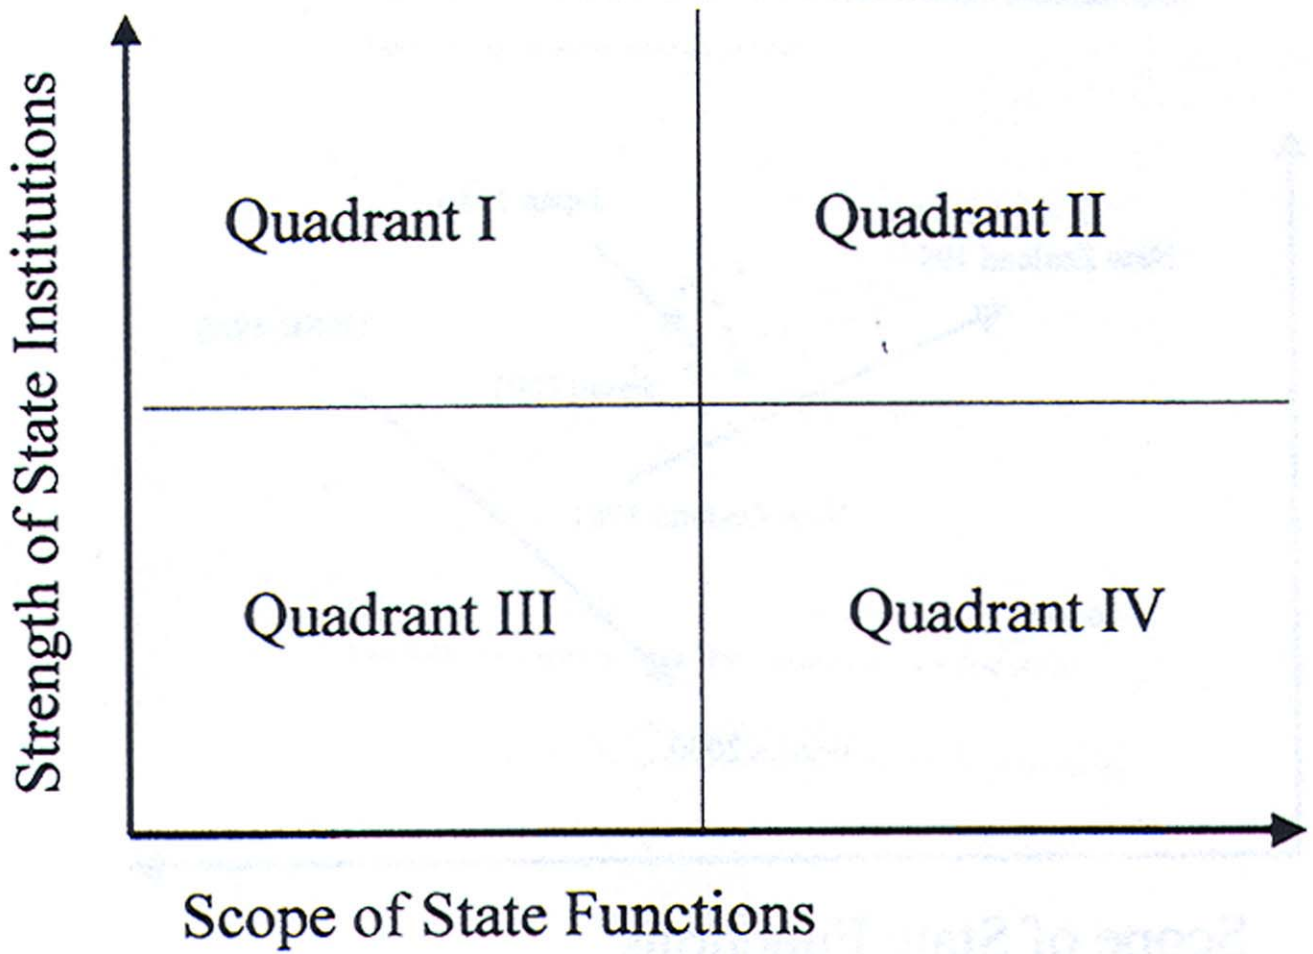 Strength of State Institutions
Quadrant I
Quadrant II
Quadrant III
Quadrant IV
Scope of State Functions